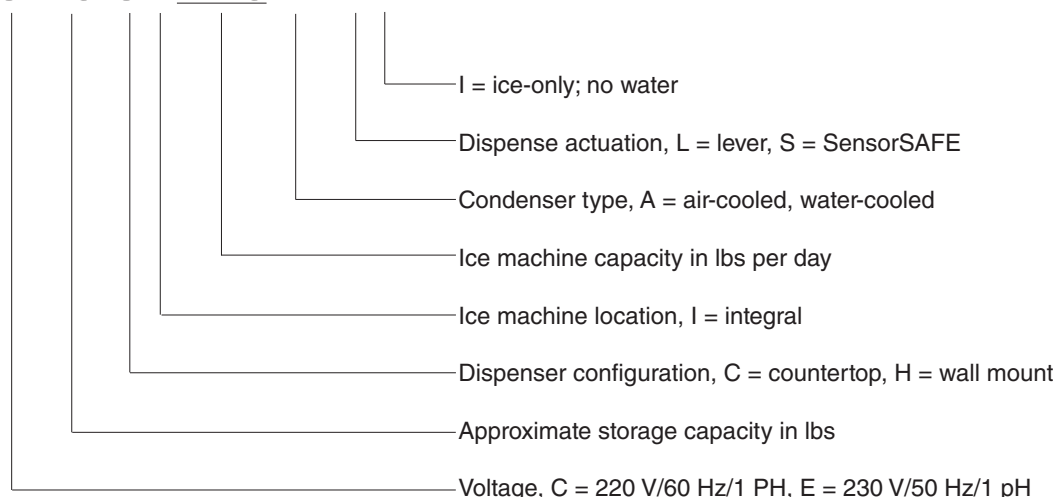 I = ice-only; no water
Dispense actuation, L = lever, S = SensorSAFE
Condenser type, A = air-cooled, water-cooled
Ice machine capacity in lbs per day
Ice machine location, I = integral
Dispenser configuration, C = countertop, H = wall mount
Approximate storage capacity in lbs
Voltage, C = 220 V/60 Hz/1 PH, E = 230 V/50 Hz/1 pH